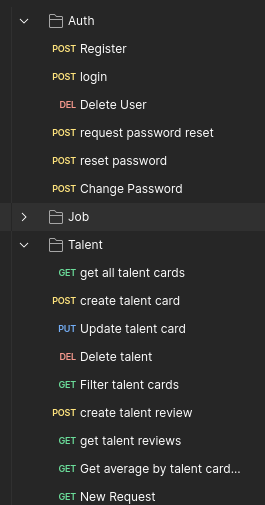 Auth
POST Register
POST login
DEL Delete User
POST request password reset
POST reset password
POST Change Password
Job
Talent
GET get all talent cards
POST create talent card
PUT Update talent card
DEL Delete talent
GET Filter talent cards
POST create talent review
GET get talent reviews
GET Get average by talent card...
GET New Request